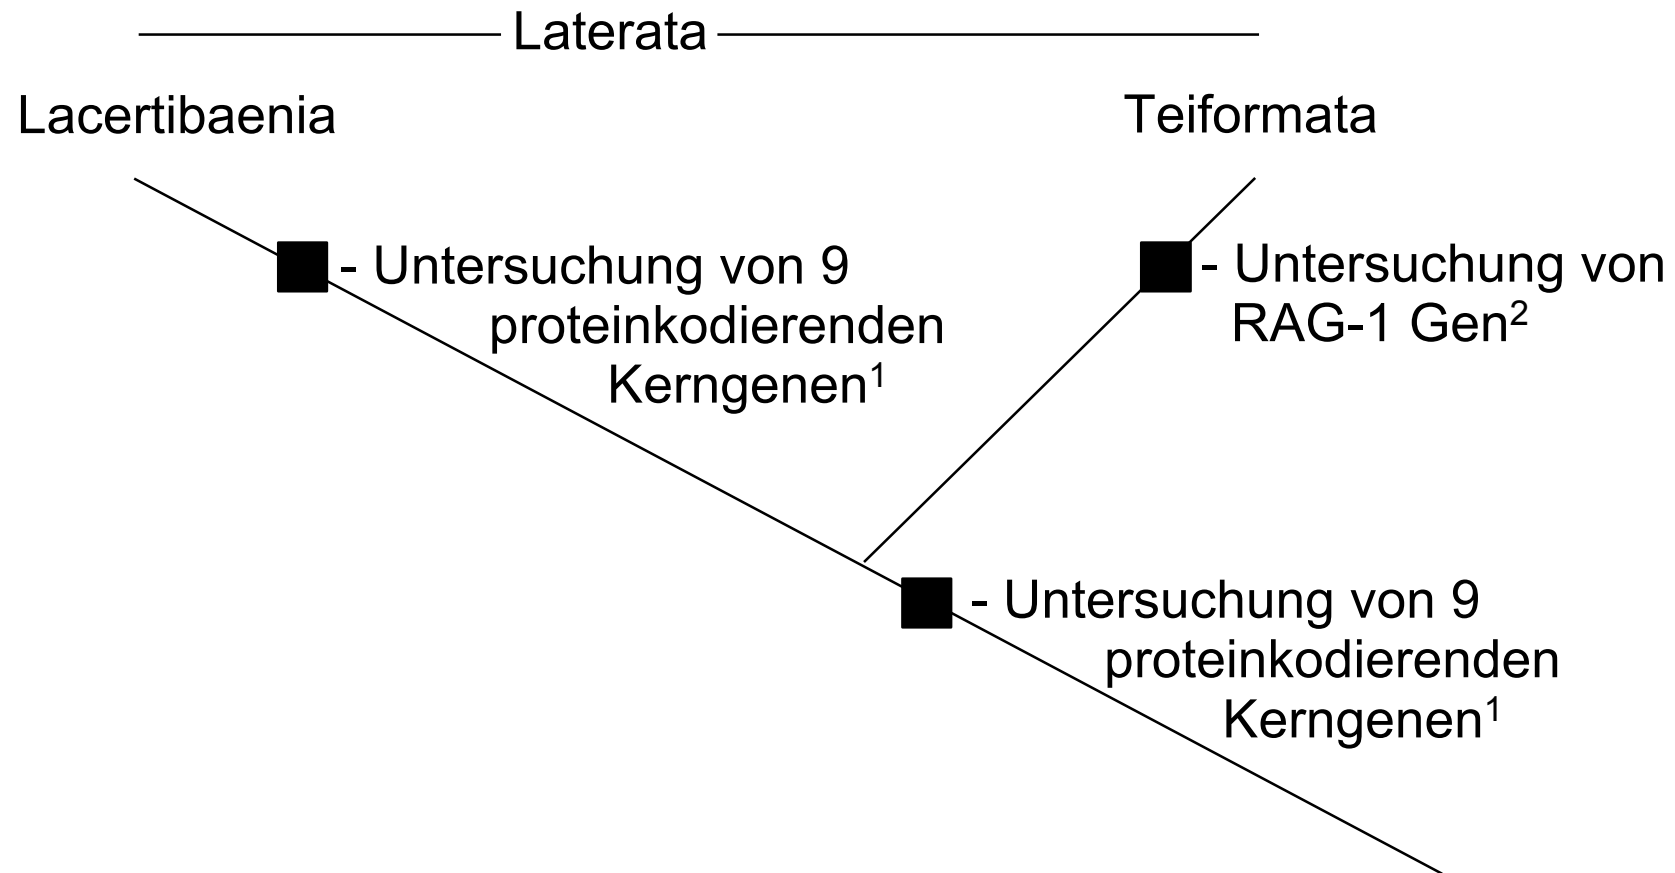 Laterata
Lacertibaenia
Teiformata
- Untersuchung von 9
proteinkodierenden
Kerngenen¹
- Untersuchung von
RAG-1 Gen²
- Untersuchung von 9
proteinkodierenden
Kerngenen¹